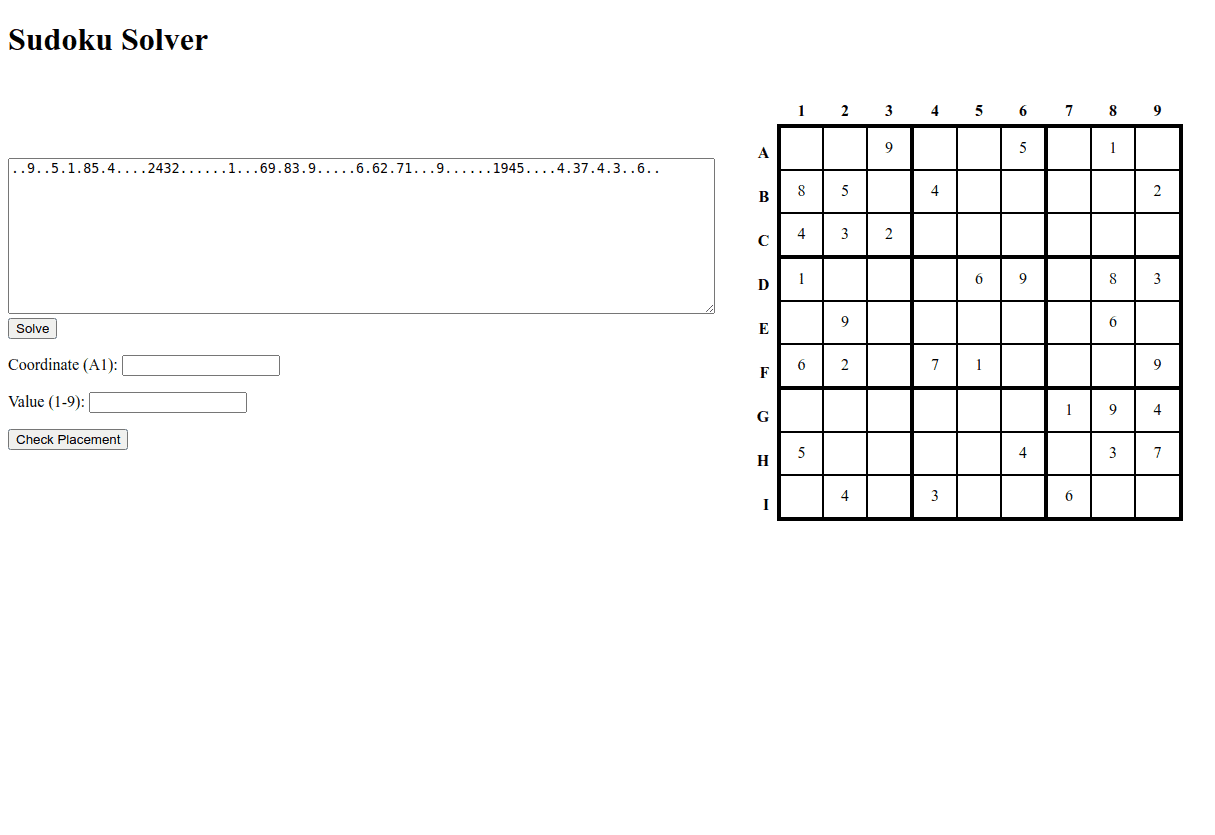 Sudoku Solver
..9..5.1.85.4....2432......1...69.83.9.....6.62.71...9......1945....4.37.4.3..6..
Solve
Coordinate (A1):
Value (1-9):
Check Placement
1 2 3 4 5 6 7 8 9
A 9 5 1
B 8 5 4 2
C 4 3 2
D 1 6 9 8 3
E 9 6
F 6 2 7 1 9
G 1 9 4
H 5 4 3 7
I 4 3 6